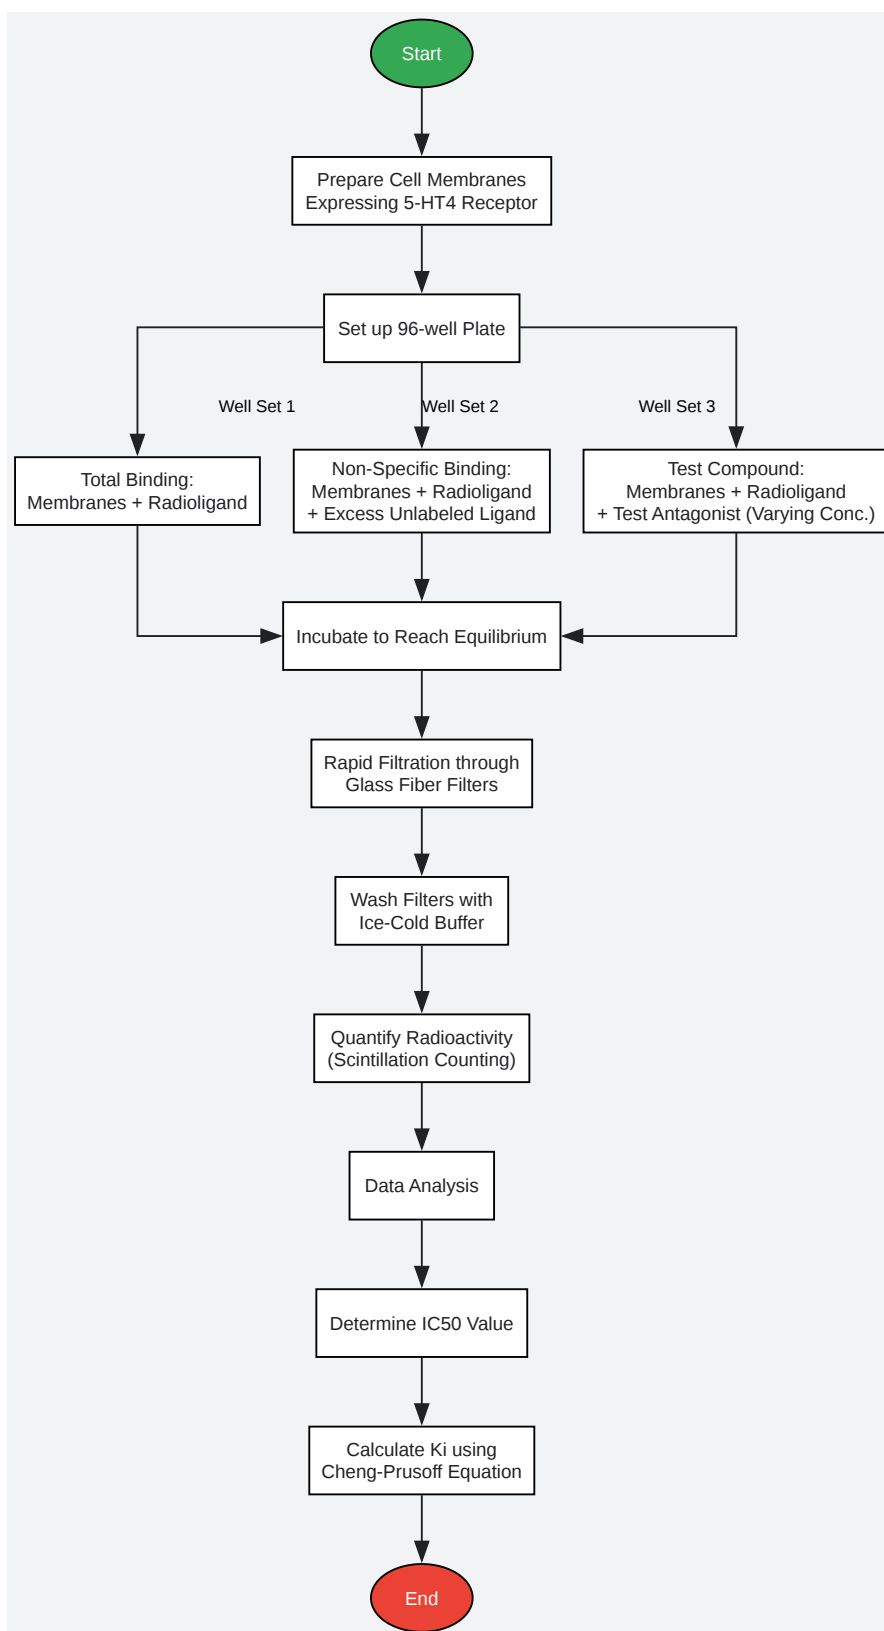 Start
Prepare Cell Membranes
Expressing 5-HT4 Receptor
Set up 96-well Plate
Well Set 1
Well Set 2
Well Set 3
Total Binding:
Membranes + Radioligand
Non-Specific Binding:
Membranes + Radioligand
+ Excess Unlabeled Ligand
Test Compound:
Membranes + Radioligand
+ Test Antagonist (Varying Conc.)
Incubate to Reach Equilibrium
Rapid Filtration through
Glass Fiber Filters
Wash Filters with
Ice-Cold Buffer
Quantify Radioactivity
(Scintillation Counting)
Data Analysis
Determine IC50 Value
Calculate Ki using
Cheng-Prusoff Equation
End